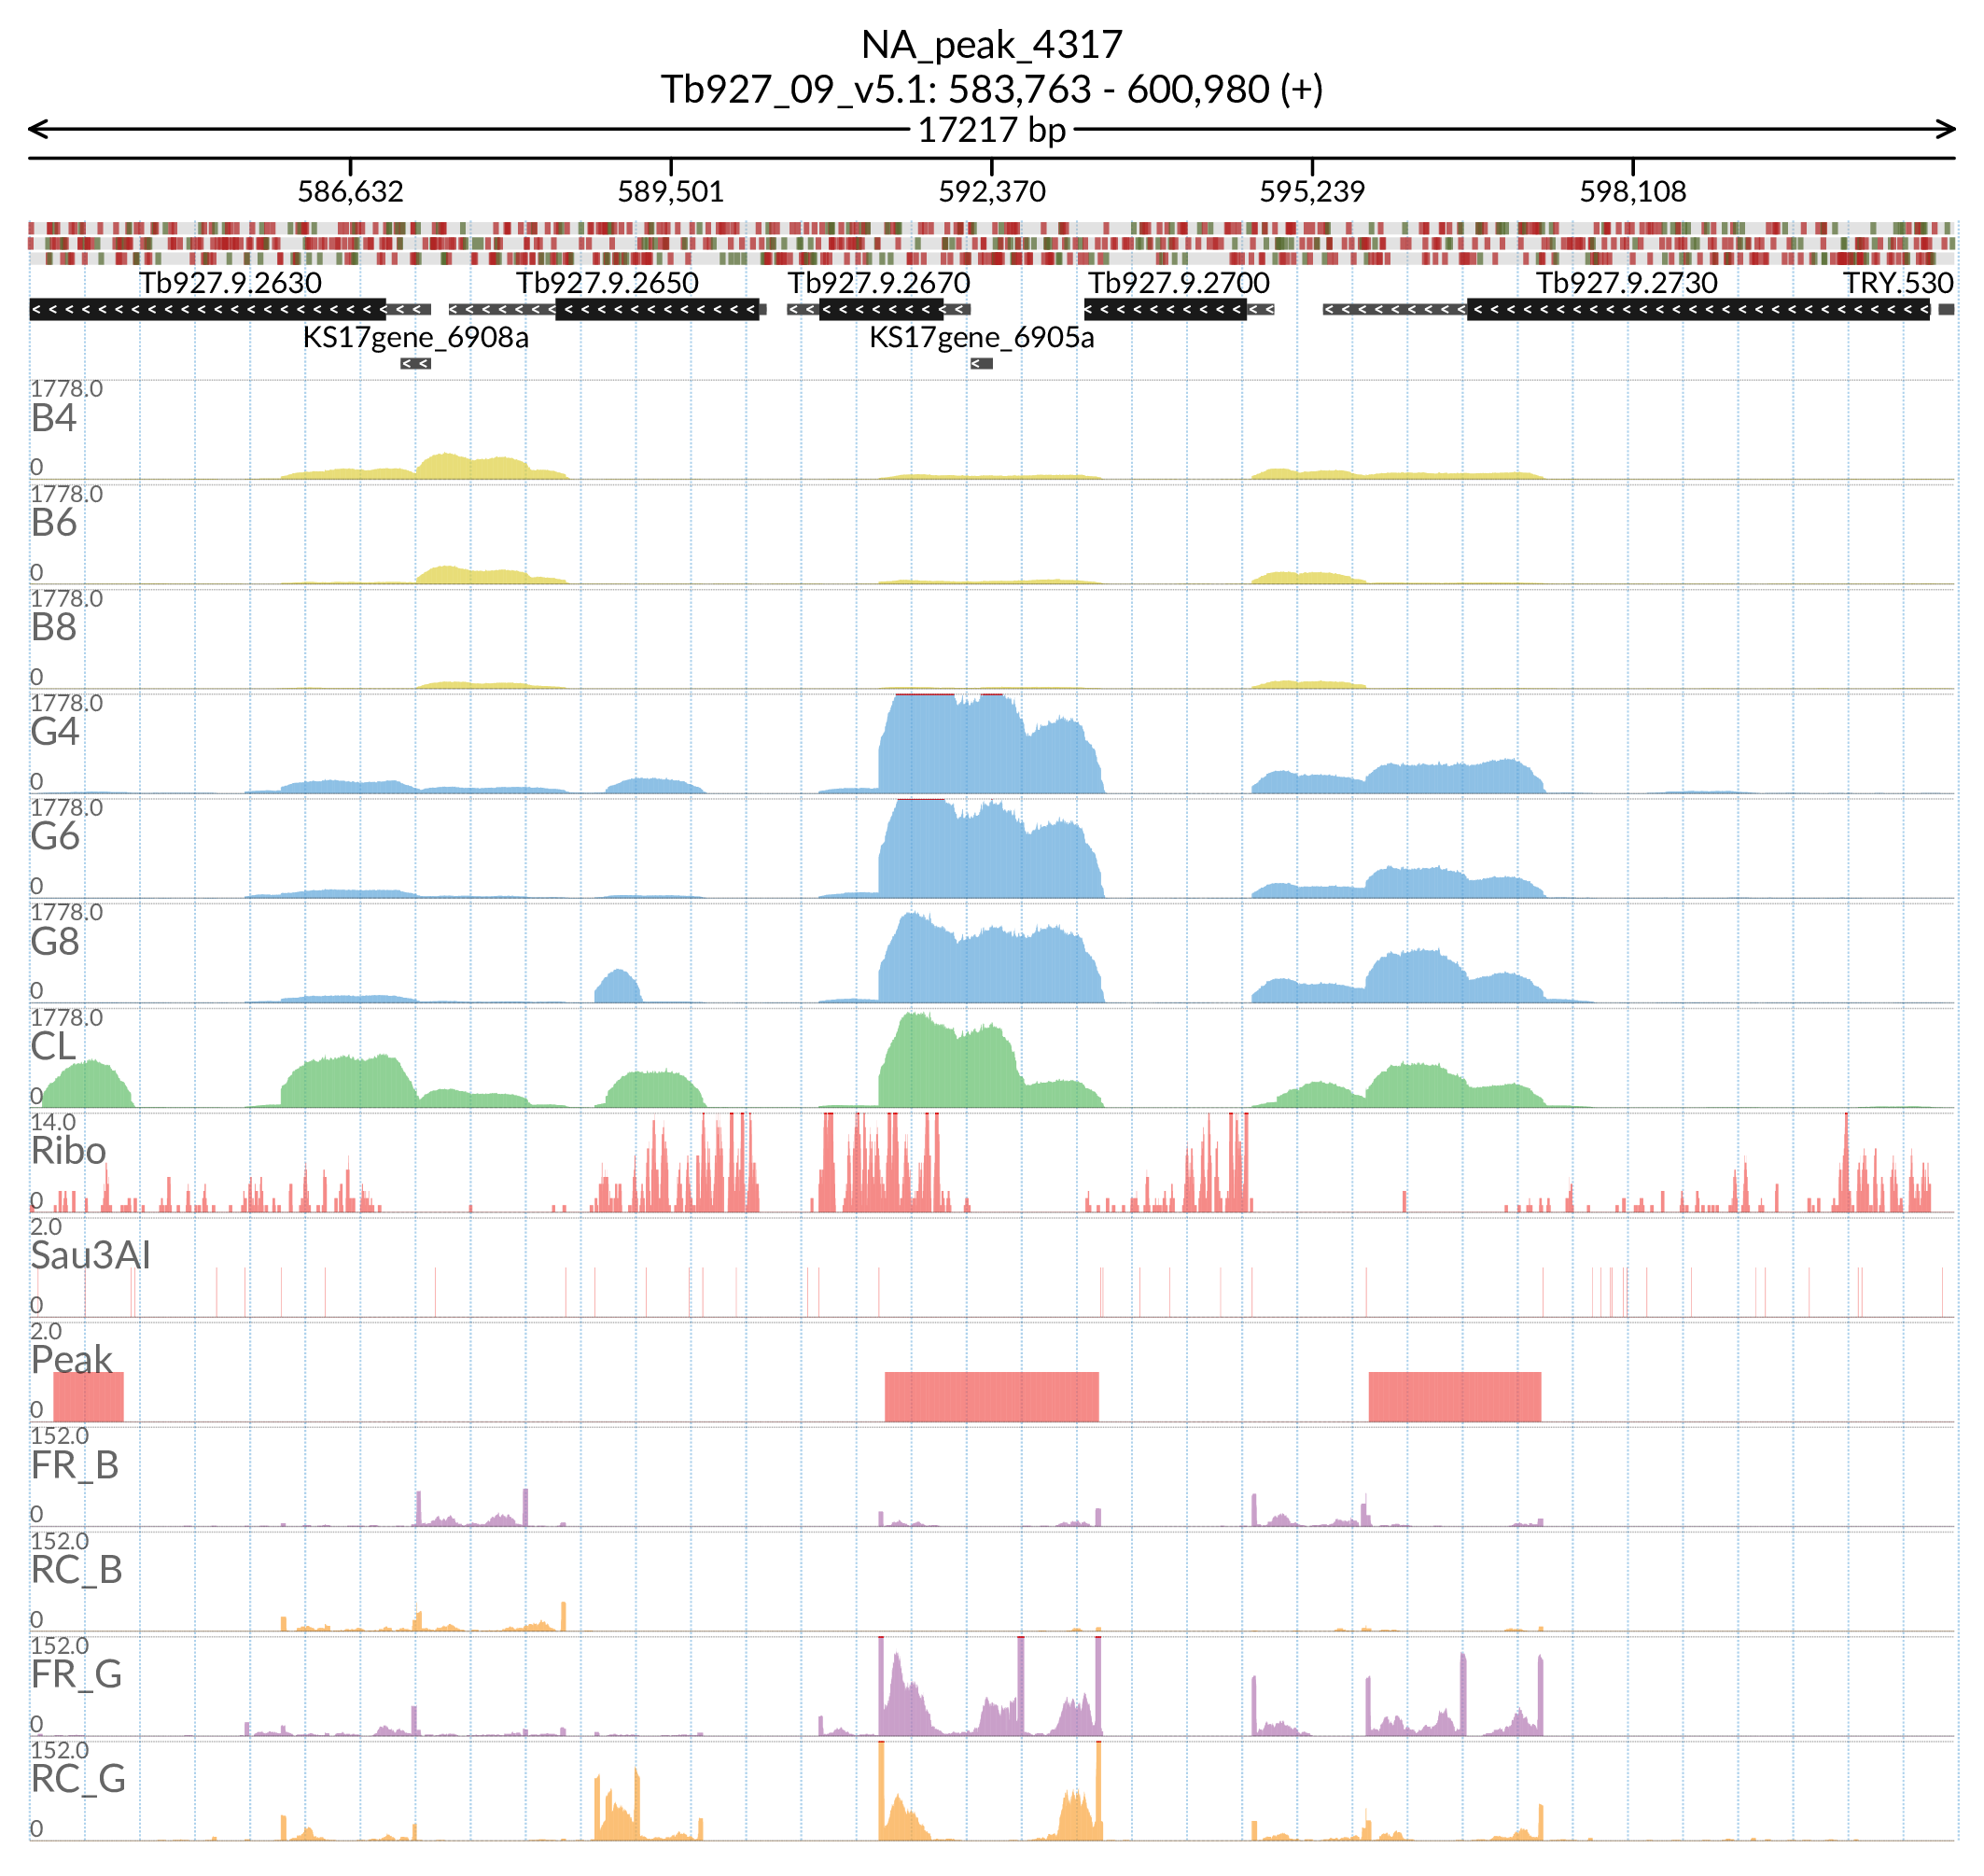 NA_peak_4317
Tb927_09_v5.1: 583,763 - 600,980 (+)
17217 bp
586,632 589,501 592,370 595,239 598,108
Tb927.9.2630 Tb927.9.2650 Tb927.9.2670 Tb927.9.2700 Tb927.9.2730 TRY.530
KS17gene_6908a KS17gene_6905a
1778.0
B4
0
1778.0
B6
0
1778.0
B8
0
1778.0
G4
0
1778.0
G6
0
1778.0
G8
0
1778.0
CL
0
14.0
Ribo
0
2.0
Sau3AI
0
2.0
Peak
0
152.0
FR_B
0
152.0
RC_B
0
152.0
FR_G
0
152.0
RC_G
0